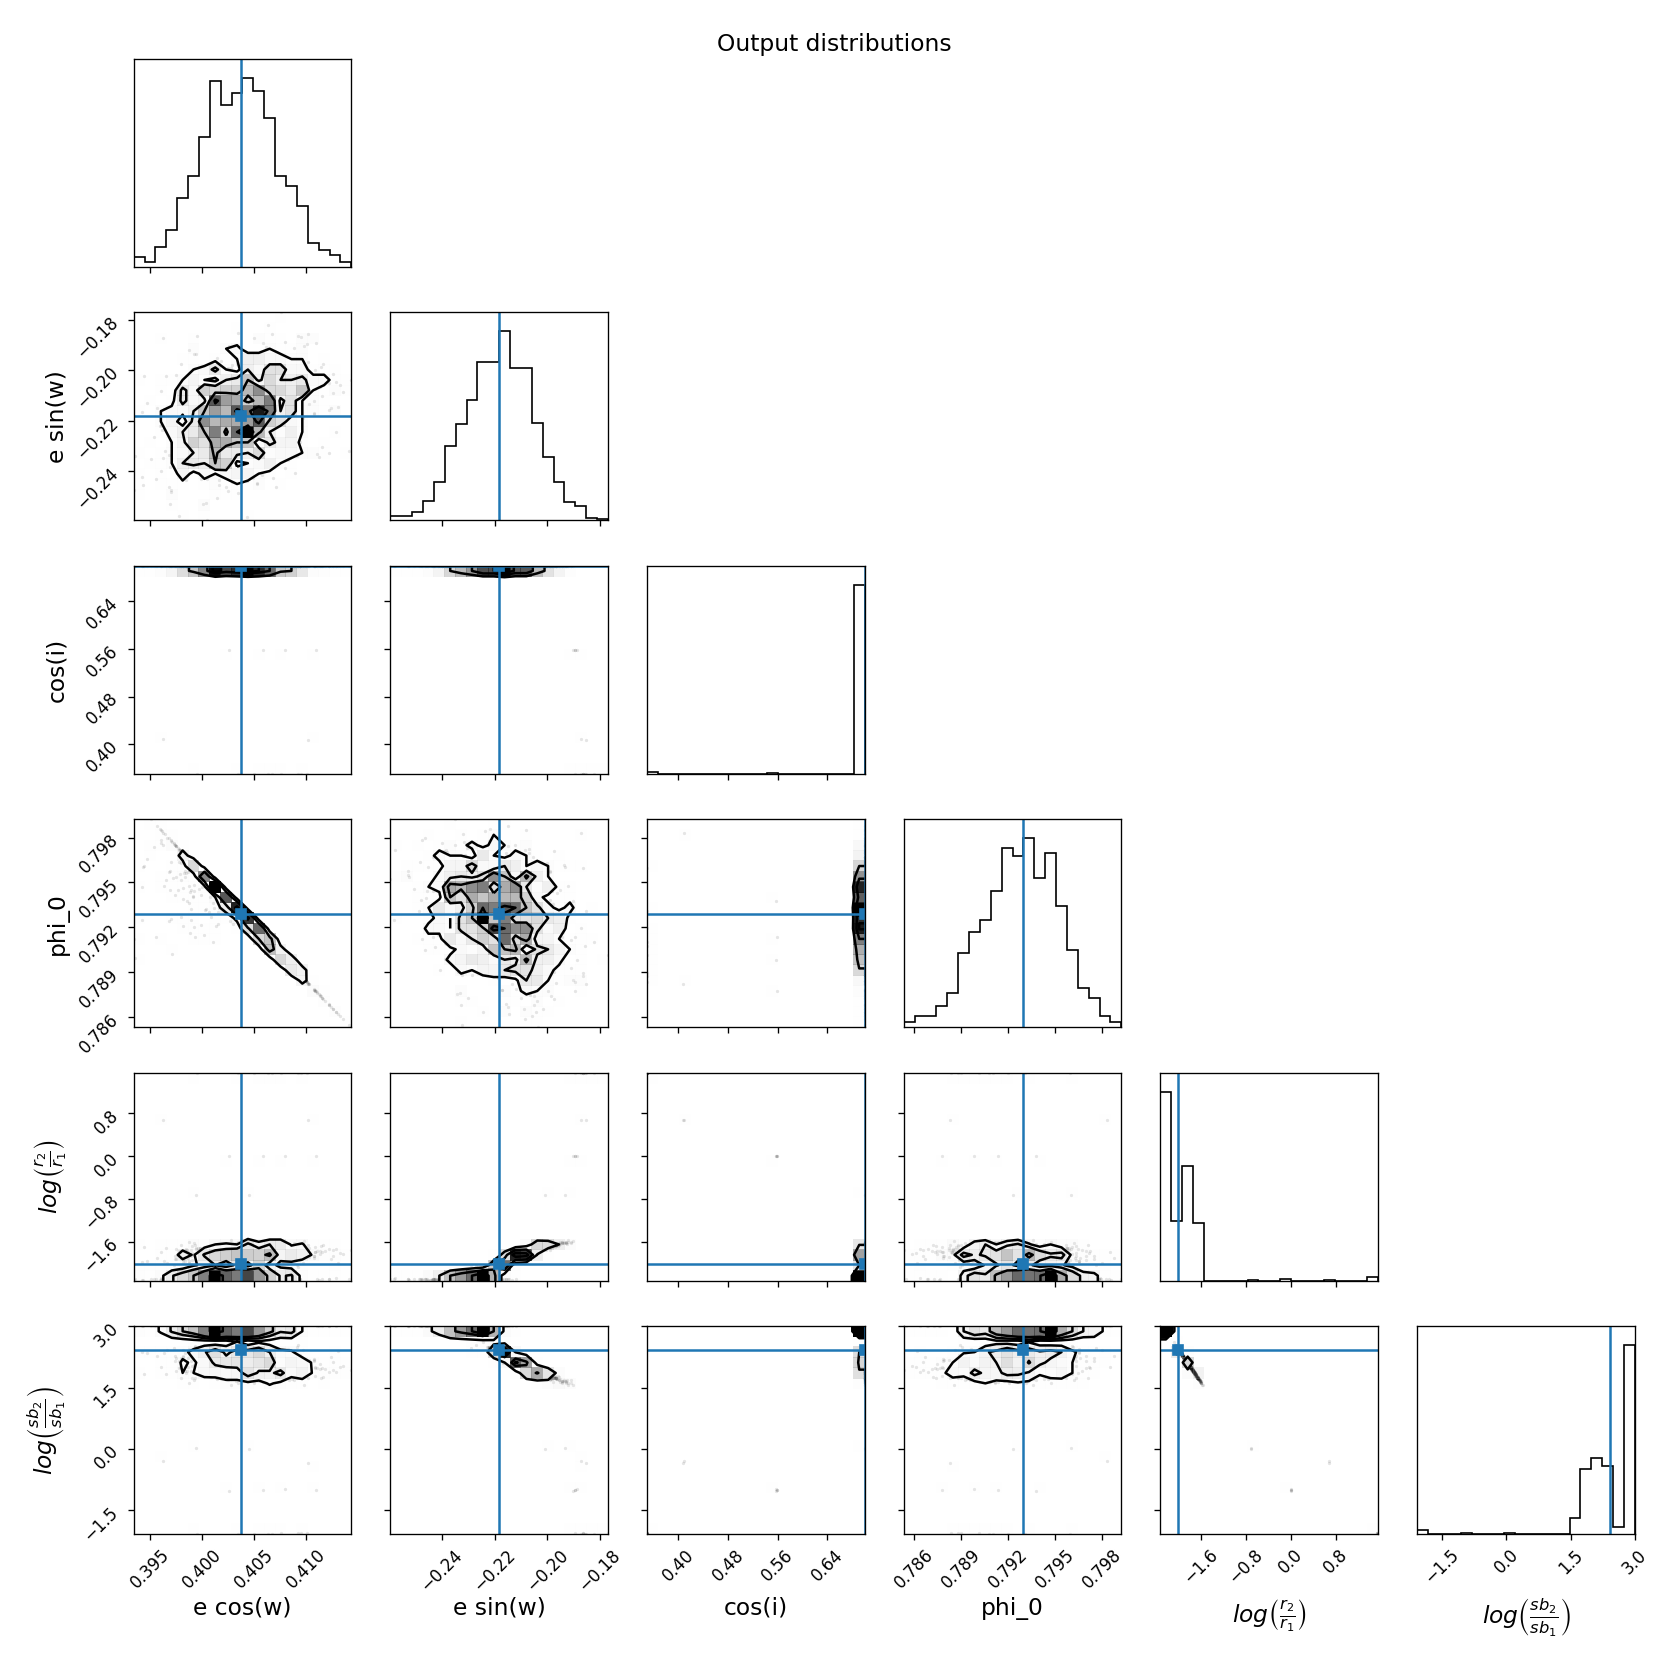 Output distributions
e sin(w)
−0.18
−0.20
−0.22
−0.24
cos(i)
0.64
0.56
0.48
0.40
phi_0
0.798
0.795
0.792
0.789
0.786
log(r₂/r₁)
0.8
0.0
−0.8
−1.6
log(sb₂/sb₁)
3.0
1.5
0.0
−1.5
0.395 0.400 0.405 0.410 −0.24 −0.22 −0.20 −0.18 0.40 0.48 0.56 0.64 0.786 0.789 0.792 0.795 0.798 −1.6 −0.8 0.0 0.8 −1.5 0.0 1.5 3.0
e cos(w) e sin(w) cos(i) phi_0 log(r₂/r₁) log(sb₂/sb₁)